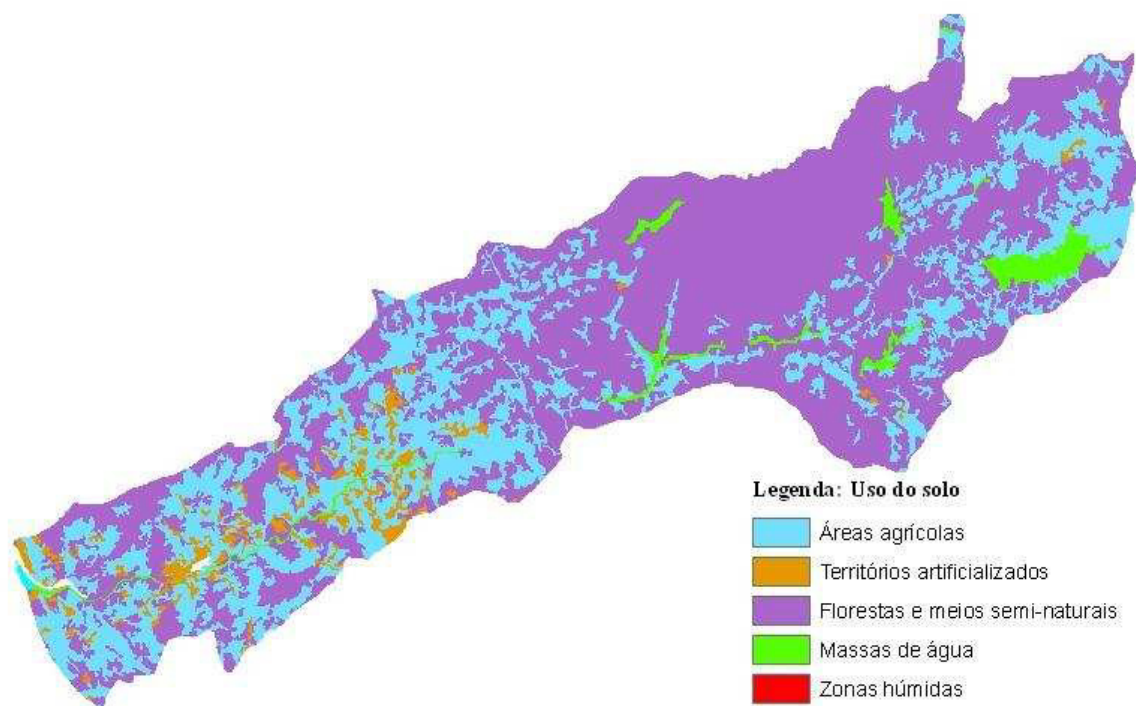 Legenda: Uso do solo
Áreas agrícolas
Territórios artificializados
Florestas e meios semi-naturais
Massas de água
Zonas húmidas